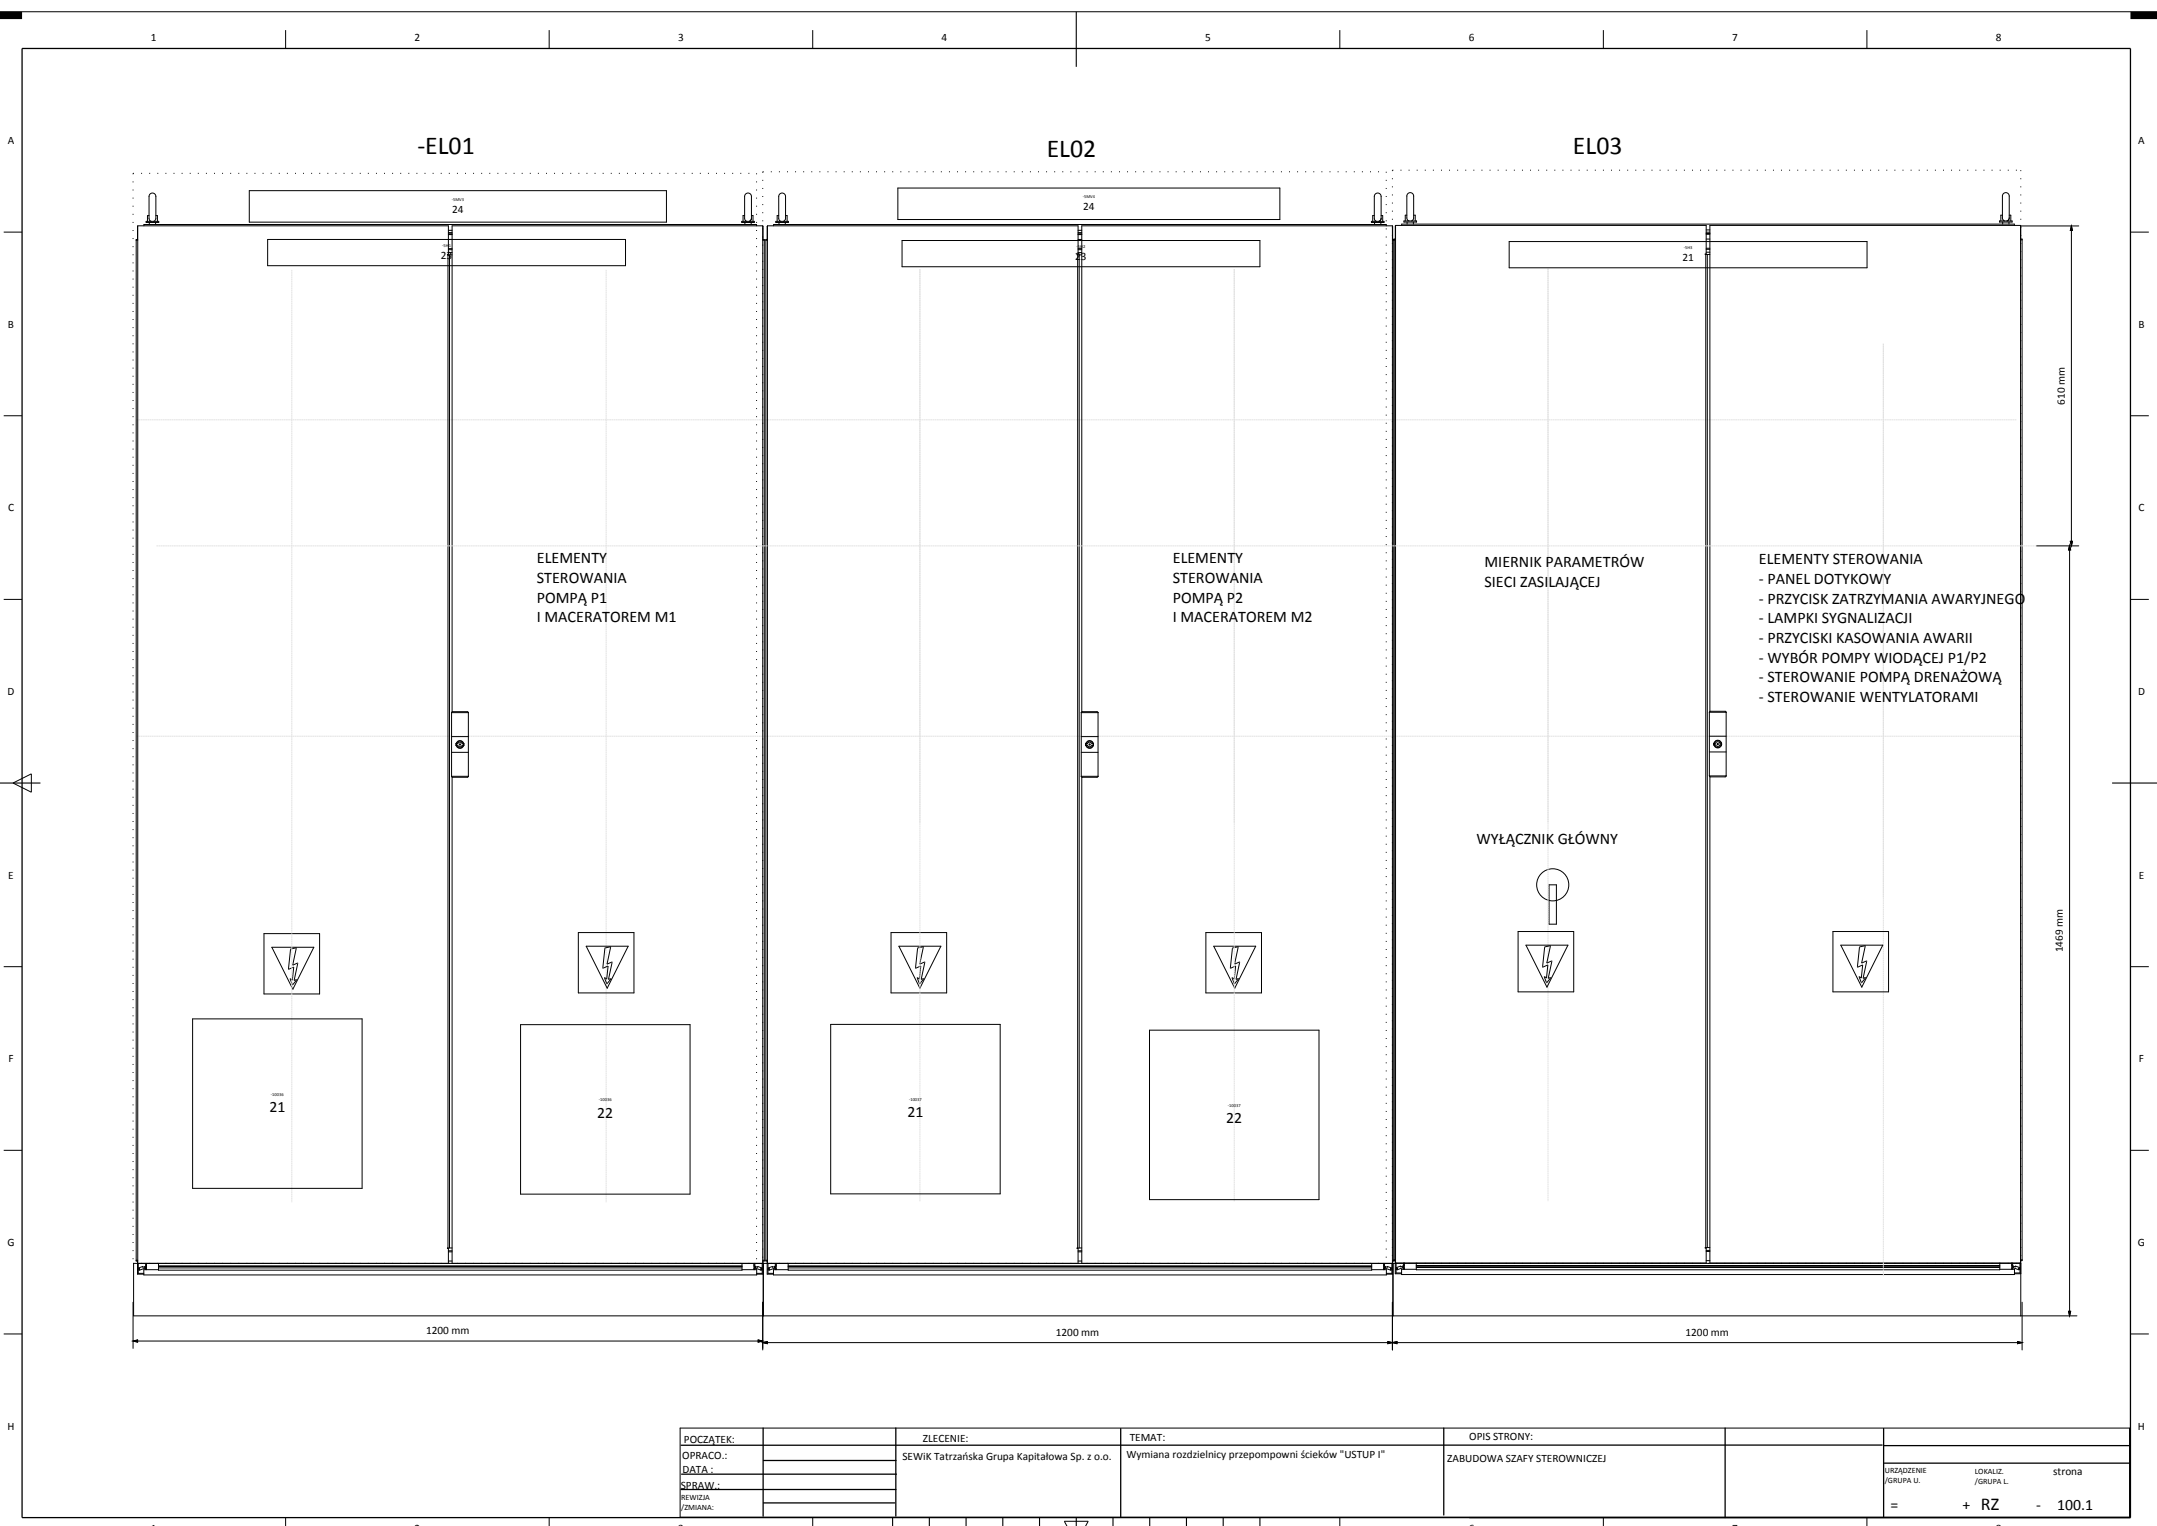 1 2 3 4 5 6 7 8
A A
-EL01 EL02 EL03
24 24
23 21
B B
610 mm
C C
ELEMENTY
STEROWANIA
POMPĄ P1
I MACERATOREM M1
ELEMENTY
STEROWANIA
POMPĄ P2
I MACERATOREM M2
MIERNIK PARAMETRÓW
SIECI ZASILAJĄCEJ
ELEMENTY STEROWANIA
- PANEL DOTYKOWY
- PRZYCISK ZATRZYMANIA AWARYJNEGO
- LAMPKI SYGNALIZACJI
- PRZYCISKI KASOWANIA AWARII
- WYBÓR POMPY WIODĄCEJ P1/P2
- STEROWANIE POMPĄ DRENAŻOWĄ
- STEROWANIE WENTYLATORAMI
D D
WYŁĄCZNIK GŁÓWNY
E E
1469 mm
F F
21 22 21 22
G G
1200 mm 1200 mm 1200 mm
H H
POCZĄTEK:
OPRACO.:
DATA :
SPRAW.:
REWIZJA
/ZMIANA:
ZLECENIE:
SEWiK Tatrzańska Grupa Kapitałowa Sp. z o.o.
TEMAT:
Wymiana rozdzielnicy przepompowni ścieków "USTUP I"
OPIS STRONY:
ZABUDOWA SZAFY STEROWNICZEJ
URZĄDZENIE
/GRUPA U.
=
LOKALIZ.
/GRUPA L.
+ RZ
strona
- 100.1